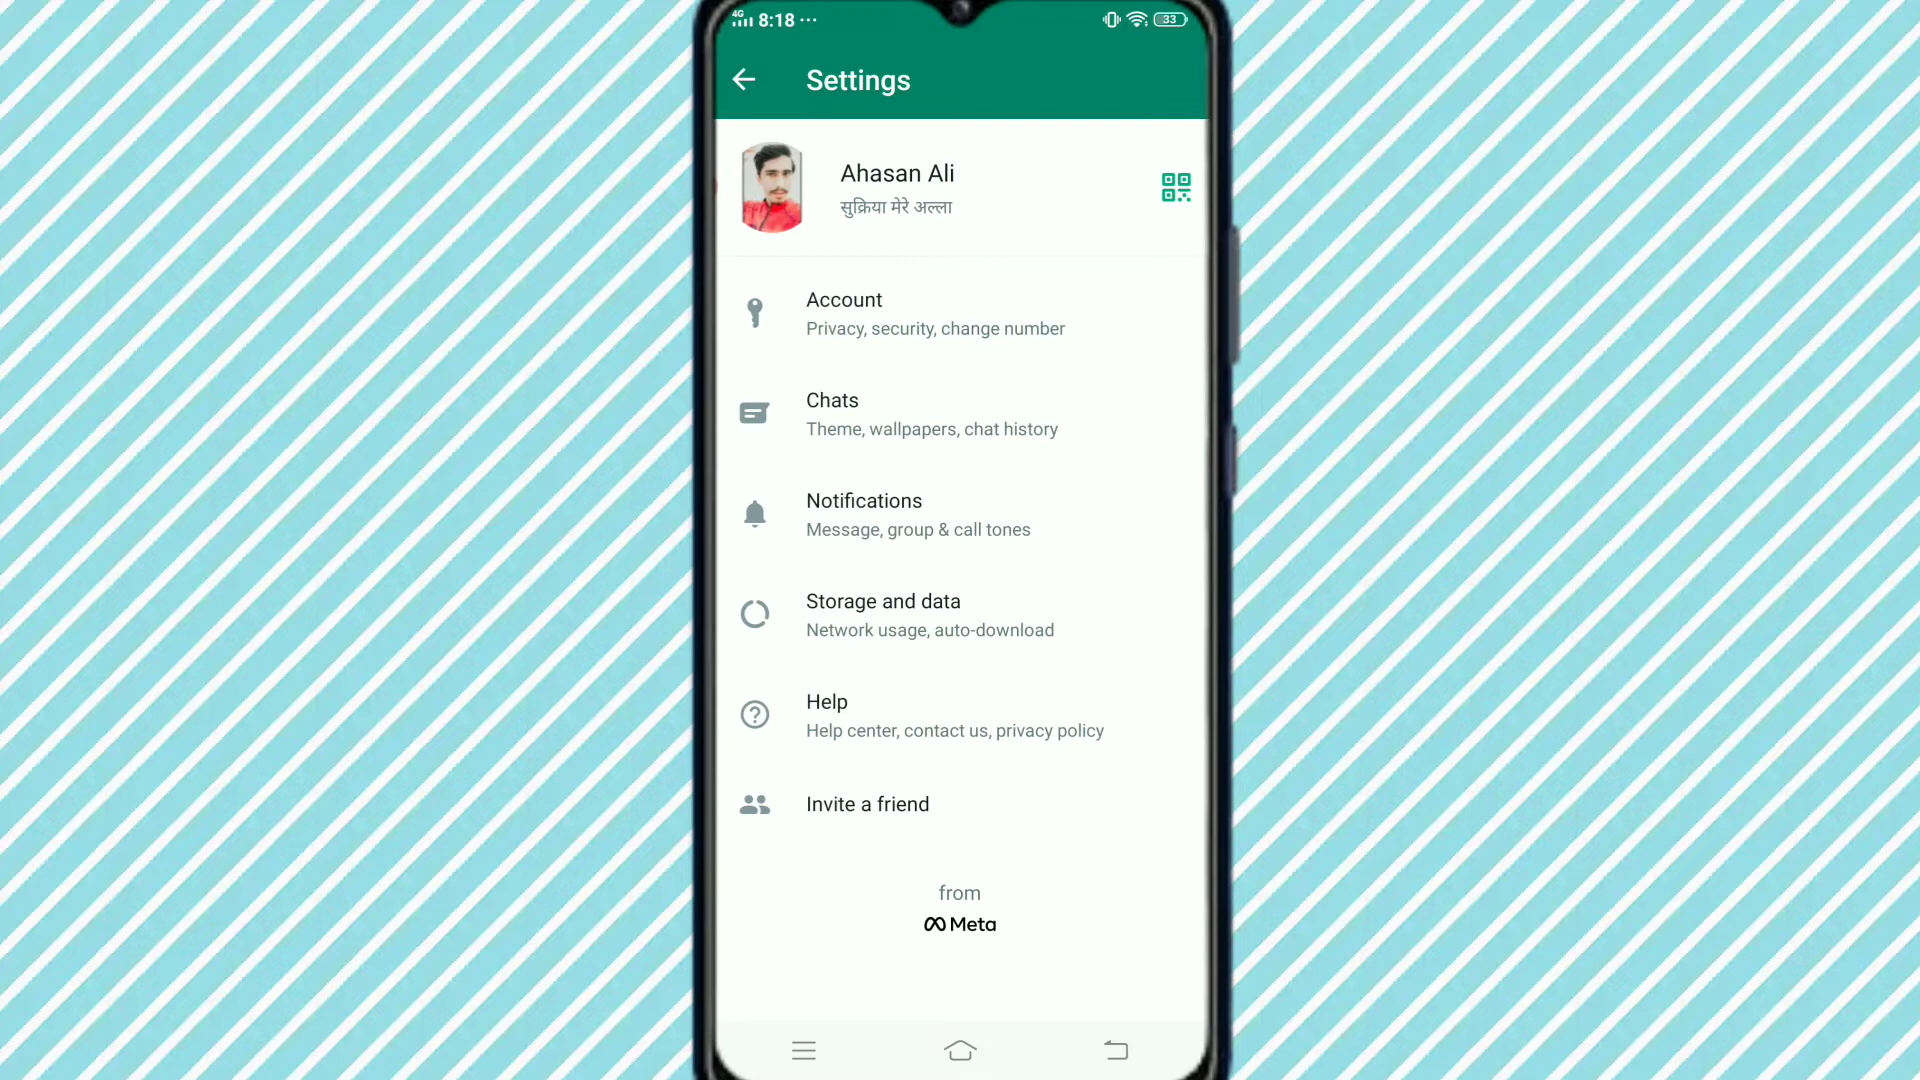 4G 8:18 ··· 33
Settings
Ahasan Ali
सुक्रिया मेरे अल्ला
Account
Privacy, security, change number
Chats
Theme, wallpapers, chat history
Notifications
Message, group & call tones
Storage and data
Network usage, auto-download
Help
Help center, contact us, privacy policy
Invite a friend
from
Meta